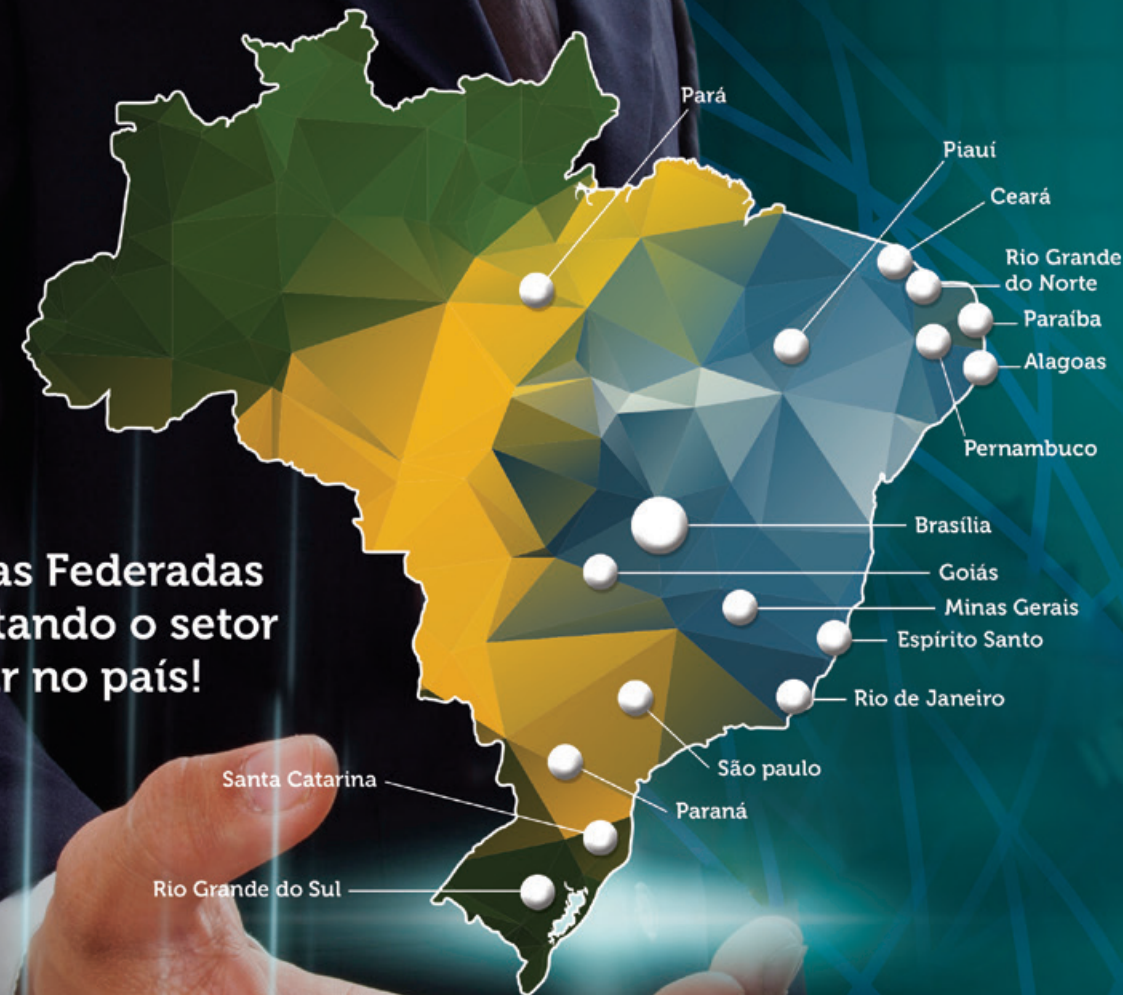 Pará
Piauí
Ceará
Rio Grande
do Norte
Paraíba
Alagoas
Pernambuco
Brasília
Goiás
Minas Gerais
Espírito Santo
Rio de Janeiro
São paulo
Paraná
Santa Catarina
Rio Grande do Sul
as Federadas
tando o setor
r no país!